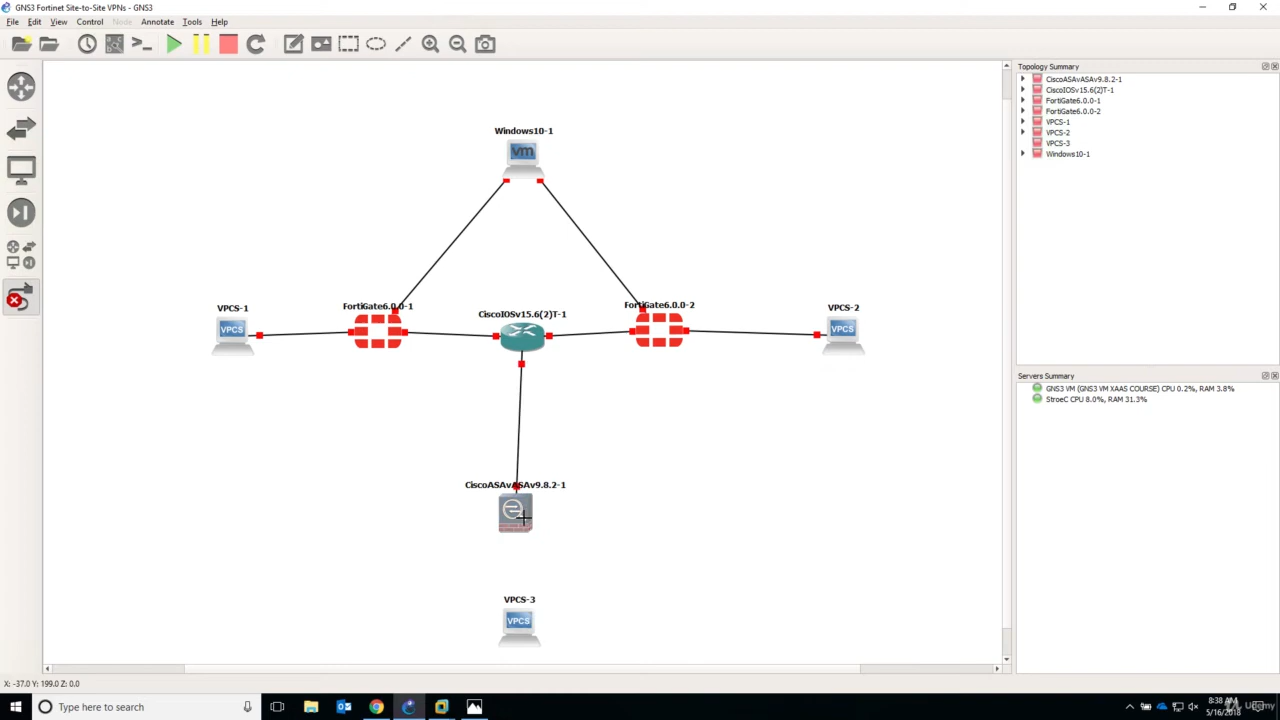 GNS3 Fortinet Site-to-Site VPNs - GNS3
File Edit View Control Node Annotate Tools Help
Topology Summary
CiscoASAvASAv9.8.2-1
CiscoIOSv15.6(2)T-1
FortiGate6.0.0-1
FortiGate6.0.0-2
VPCS-1
VPCS-2
VPCS-3
Windows10-1
Windows10-1
vm
VPCS-1
FortiGate6.0.0-1
CiscoIOSv15.6(2)T-1
FortiGate6.0.0-2
VPCS-2
VPCS
VPCS
Servers Summary
GNS3 VM (GNS3 VM XAAS COURSE) CPU 0.2%, RAM 3.8%
StroeC CPU 8.0%, RAM 31.3%
CiscoASAvASAv9.8.2-1
VPCS-3
VPCS
X: -37.0 Y: 199.0 Z: 0.0
Type here to search
8:38 AM
5/16/2018
Udemy